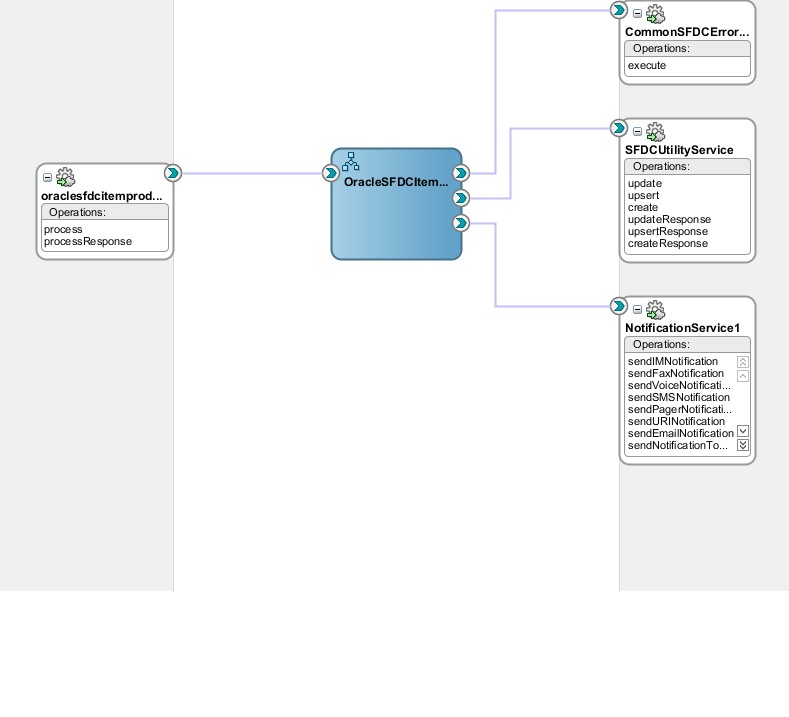 CommonSFDCError...
Operations:
execute
SFDCUtilityService
Operations:
update
upsert
create
updateResponse
upsertResponse
createResponse
oraclesfdcitemprod...
Operations:
process
processResponse
OracleSFDCItem...
NotificationService1
Operations:
sendIMNotification
sendFaxNotification
sendVoiceNotificati...
sendSMSNotification
sendPagerNotificati...
sendURINotification
sendEmailNotification
sendNotificationTo...